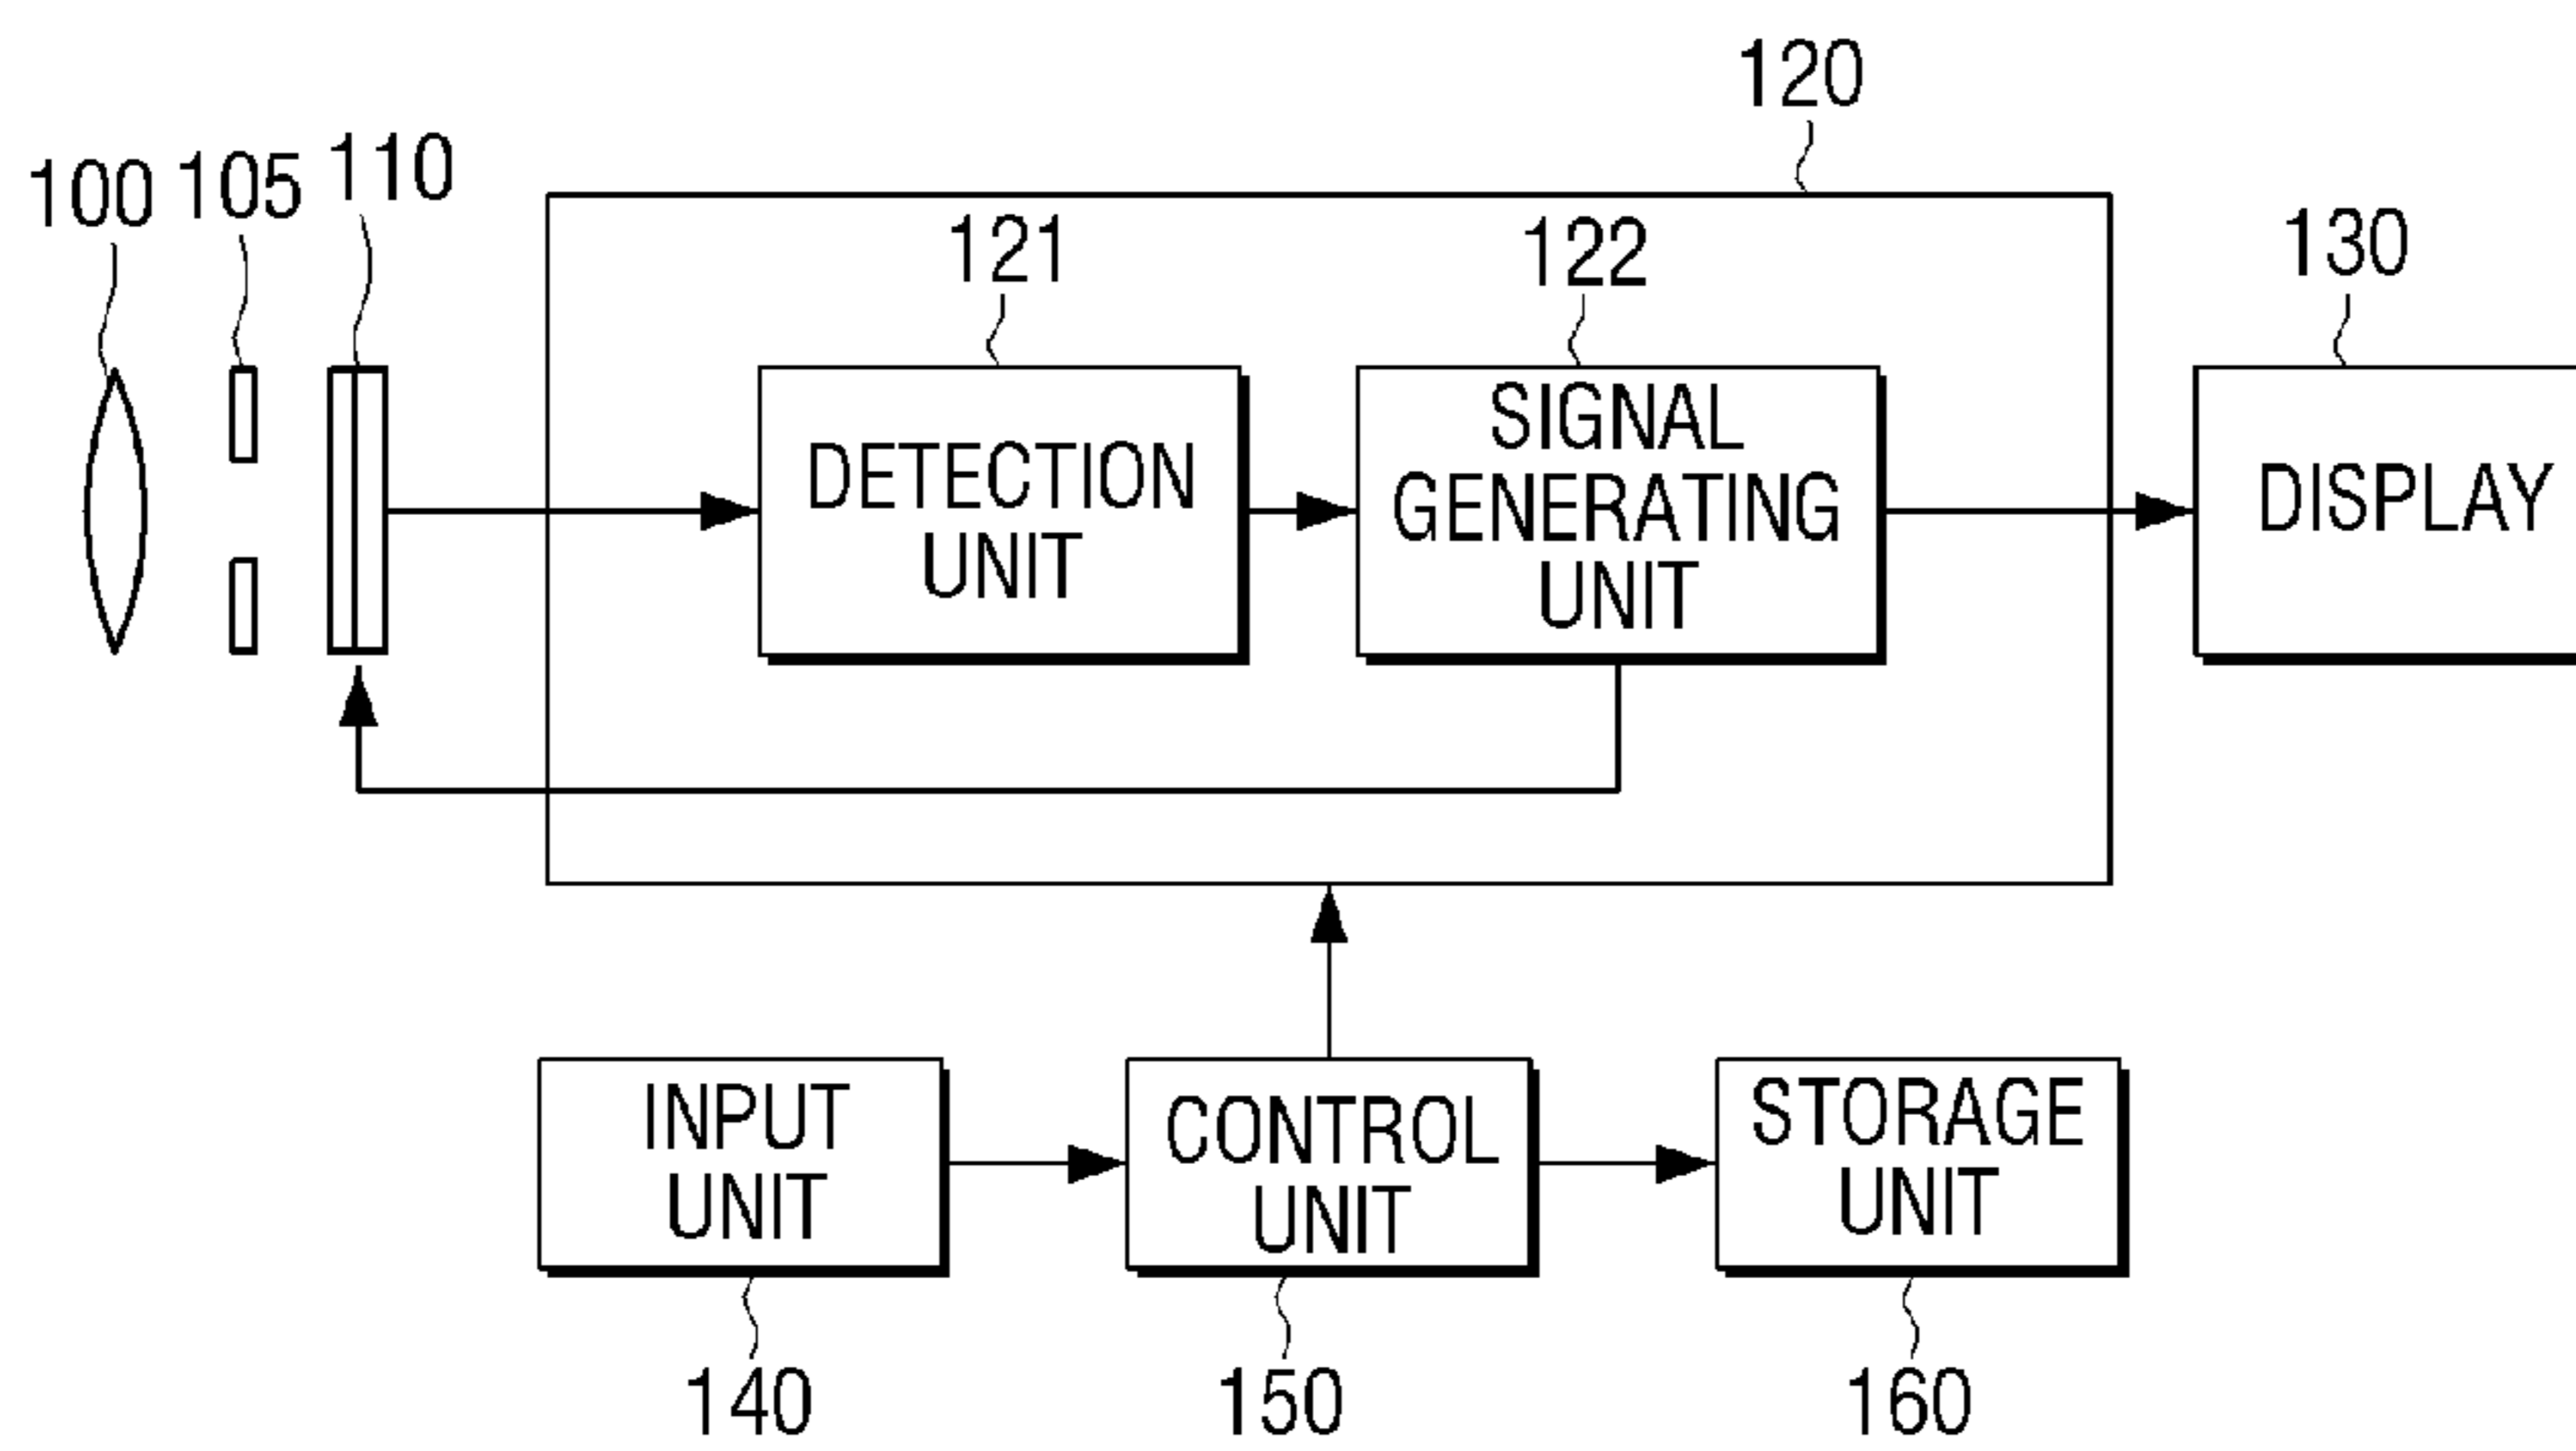 120
100
105
110
121
122
130
DETECTION
UNIT
SIGNAL
GENERATING
UNIT
DISPLAY
INPUT
UNIT
CONTROL
UNIT
STORAGE
UNIT
140
150
160